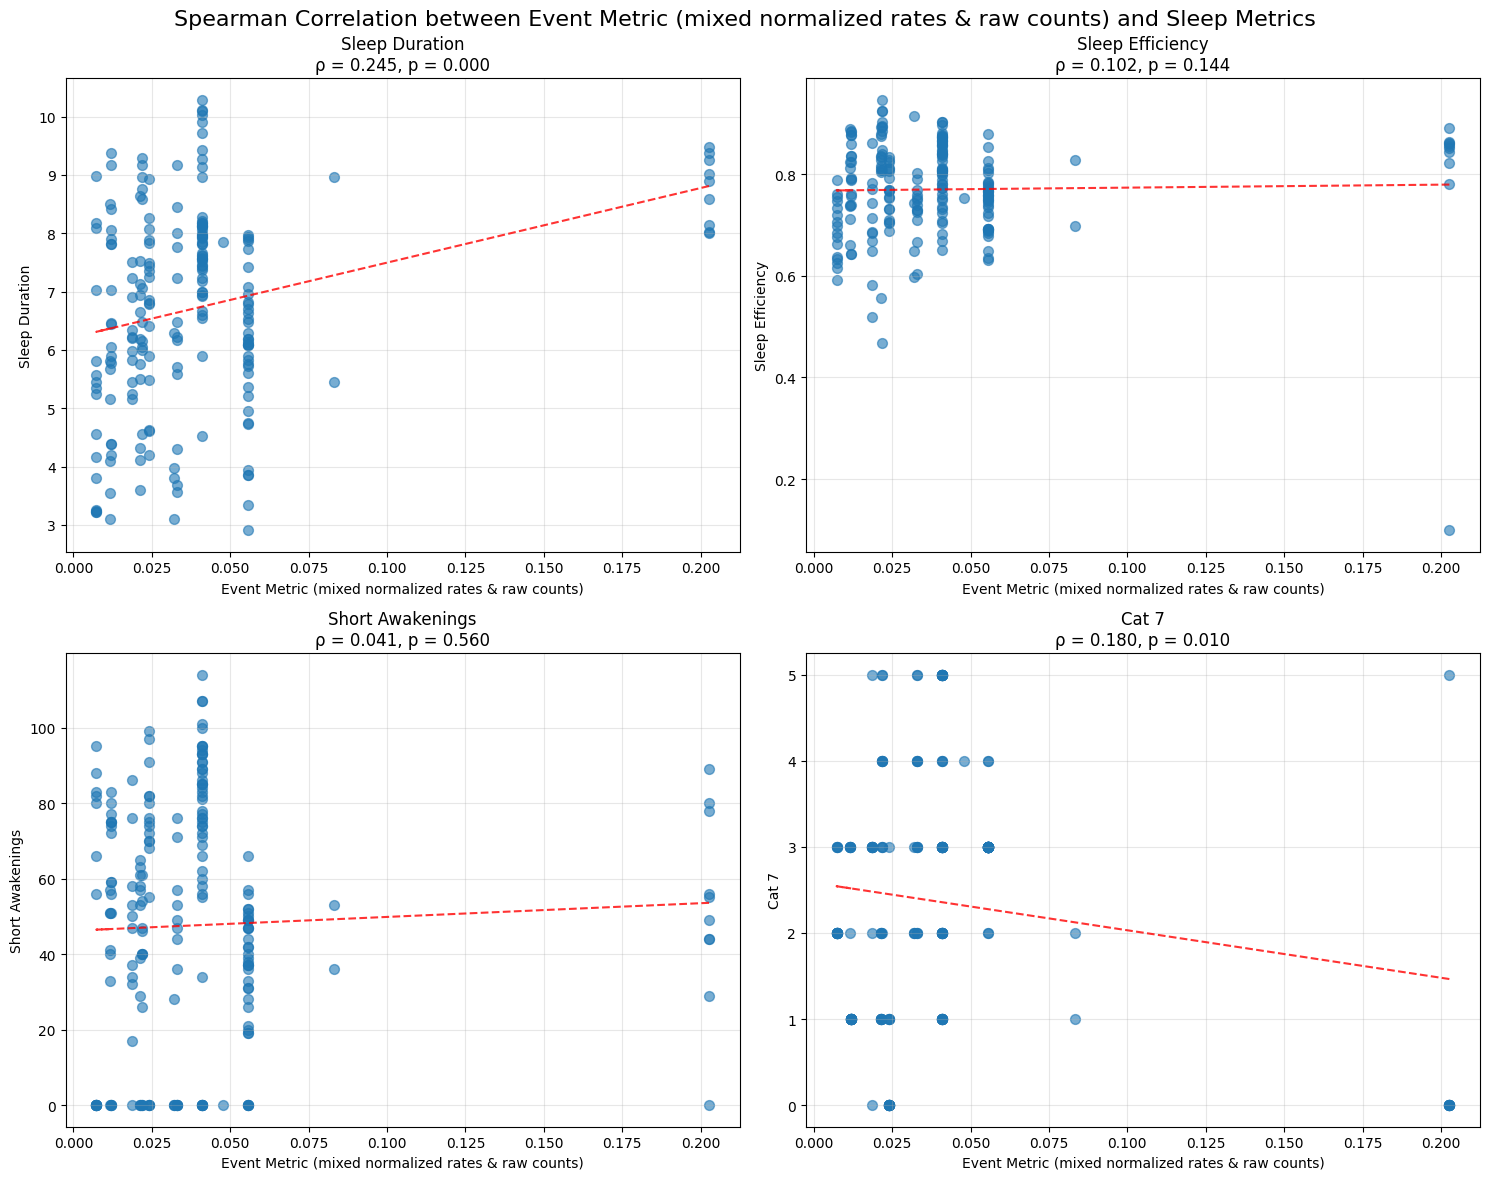 Spearman Correlation between Event Metric (mixed normalized rates & raw counts) and Sleep Metrics
Sleep Duration
ρ = 0.245, p = 0.000
Sleep Duration
10
9
8
7
6
5
4
3
0.000 0.025 0.050 0.075 0.100 0.125 0.150 0.175 0.200
Event Metric (mixed normalized rates & raw counts)
Sleep Efficiency
ρ = 0.102, p = 0.144
Sleep Efficiency
0.8
0.6
0.4
0.2
0.000 0.025 0.050 0.075 0.100 0.125 0.150 0.175 0.200
Event Metric (mixed normalized rates & raw counts)
Short Awakenings
ρ = 0.041, p = 0.560
Short Awakenings
100
80
60
40
20
0
0.000 0.025 0.050 0.075 0.100 0.125 0.150 0.175 0.200
Event Metric (mixed normalized rates & raw counts)
Cat 7
ρ = 0.180, p = 0.010
Cat 7
5
4
3
2
1
0
0.000 0.025 0.050 0.075 0.100 0.125 0.150 0.175 0.200
Event Metric (mixed normalized rates & raw counts)